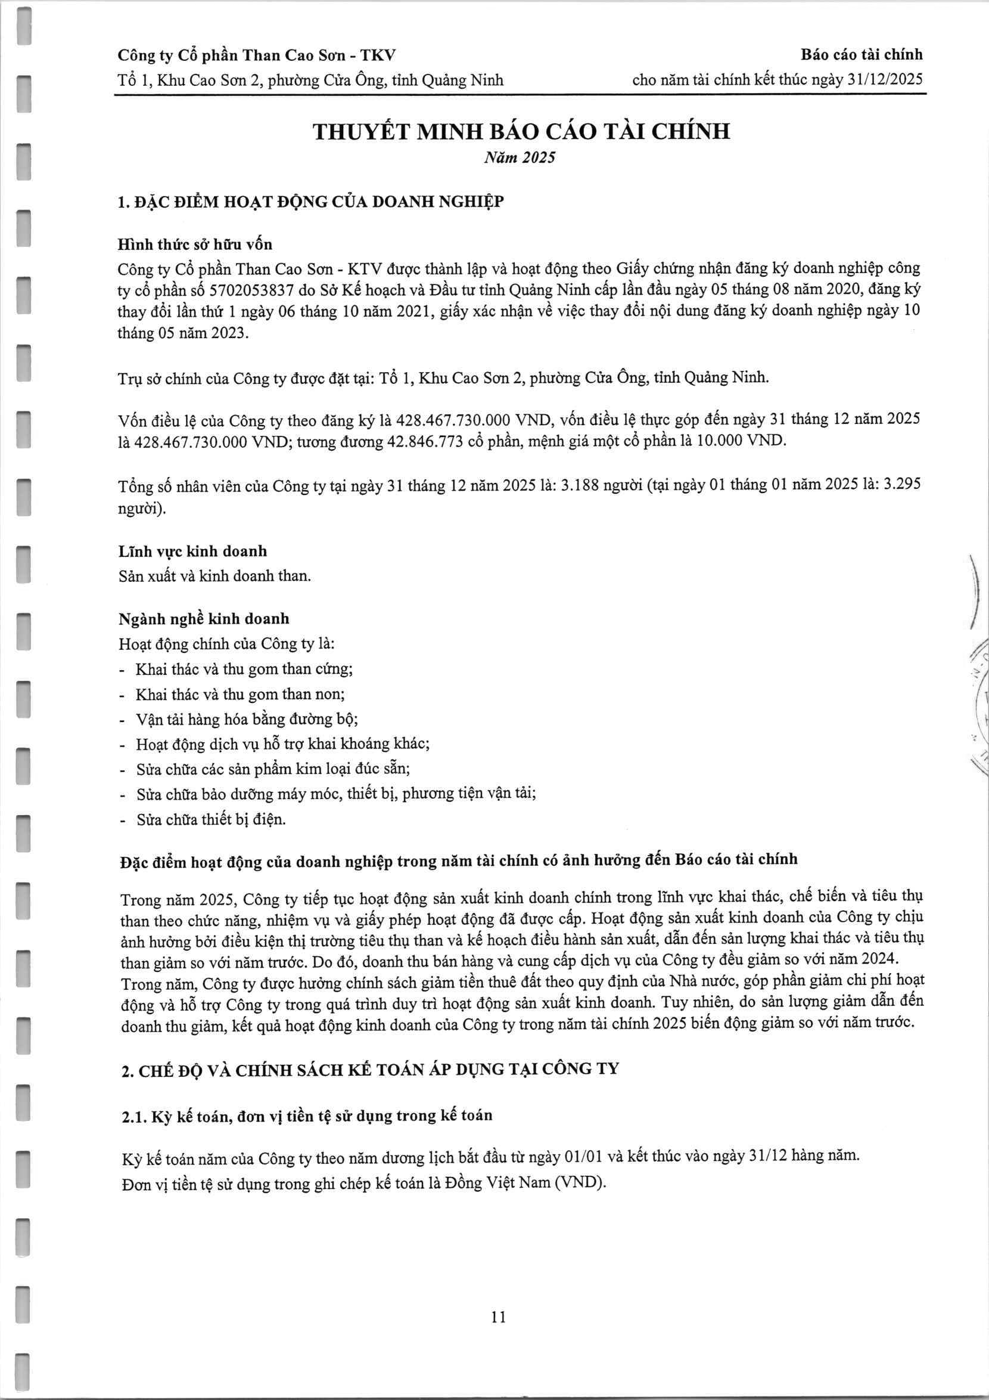 Công ty Cổ phần Than Cao Sơn - TKV
Báo cáo tài chính
Tổ 1, Khu Cao Sơn 2, phường Cửa Ông, tỉnh Quảng Ninh
cho năm tài chính kết thúc ngày 31/12/2025
THUYẾT MINH BÁO CÁO TÀI CHÍNH
Năm 2025
1. ĐẶC ĐIỂM HOẠT ĐỘNG CỦA DOANH NGHIỆP
Hình thức sở hữu vốn
Công ty Cổ phần Than Cao Sơn - KTV được thành lập và hoạt động theo Giấy chứng nhận đăng ký doanh nghiệp công
ty cổ phần số 5702053837 do Sở Kế hoạch và Đầu tư tỉnh Quảng Ninh cấp lần đầu ngày 05 tháng 08 năm 2020, đăng ký
thay đổi lần thứ 1 ngày 06 tháng 10 năm 2021, giấy xác nhận về việc thay đổi nội dung đăng ký doanh nghiệp ngày 10
tháng 05 năm 2023.
Trụ sở chính của Công ty được đặt tại: Tổ 1, Khu Cao Sơn 2, phường Cửa Ông, tỉnh Quảng Ninh.
Vốn điều lệ của Công ty theo đăng ký là 428.467.730.000 VND, vốn điều lệ thực góp đến ngày 31 tháng 12 năm 2025
là 428.467.730.000 VND; tương đương 42.846.773 cổ phần, mệnh giá một cổ phần là 10.000 VND.
Tổng số nhân viên của Công ty tại ngày 31 tháng 12 năm 2025 là: 3.188 người (tại ngày 01 tháng 01 năm 2025 là: 3.295
người).
Lĩnh vực kinh doanh
Sản xuất và kinh doanh than.
Ngành nghề kinh doanh
Hoạt động chính của Công ty là:
- Khai thác và thu gom than cứng;
- Khai thác và thu gom than non;
- Vận tải hàng hóa bằng đường bộ;
- Hoạt động dịch vụ hỗ trợ khai khoáng khác;
- Sửa chữa các sản phẩm kim loại đúc sẵn;
- Sửa chữa bảo dưỡng máy móc, thiết bị, phương tiện vận tải;
- Sửa chữa thiết bị điện.
Đặc điểm hoạt động của doanh nghiệp trong năm tài chính có ảnh hưởng đến Báo cáo tài chính
Trong năm 2025, Công ty tiếp tục hoạt động sản xuất kinh doanh chính trong lĩnh vực khai thác, chế biến và tiêu thụ
than theo chức năng, nhiệm vụ và giấy phép hoạt động đã được cấp. Hoạt động sản xuất kinh doanh của Công ty chịu
ảnh hưởng bởi điều kiện thị trường tiêu thụ than và kế hoạch điều hành sản xuất, dẫn đến sản lượng khai thác và tiêu thụ
than giảm so với năm trước. Do đó, doanh thu bán hàng và cung cấp dịch vụ của Công ty đều giảm so với năm 2024.
Trong năm, Công ty được hưởng chính sách giảm tiền thuê đất theo quy định của Nhà nước, góp phần giảm chi phí hoạt
động và hỗ trợ Công ty trong quá trình duy trì hoạt động sản xuất kinh doanh. Tuy nhiên, do sản lượng giảm dẫn đến
doanh thu giảm, kết quả hoạt động kinh doanh của Công ty trong năm tài chính 2025 biến động giảm so với năm trước.
2. CHẾ ĐỘ VÀ CHÍNH SÁCH KẾ TOÁN ÁP DỤNG TẠI CÔNG TY
2.1. Kỳ kế toán, đơn vị tiền tệ sử dụng trong kế toán
Kỳ kế toán năm của Công ty theo năm dương lịch bắt đầu từ ngày 01/01 và kết thúc vào ngày 31/12 hàng năm.
Đơn vị tiền tệ sử dụng trong ghi chép kế toán là Đồng Việt Nam (VND).
11